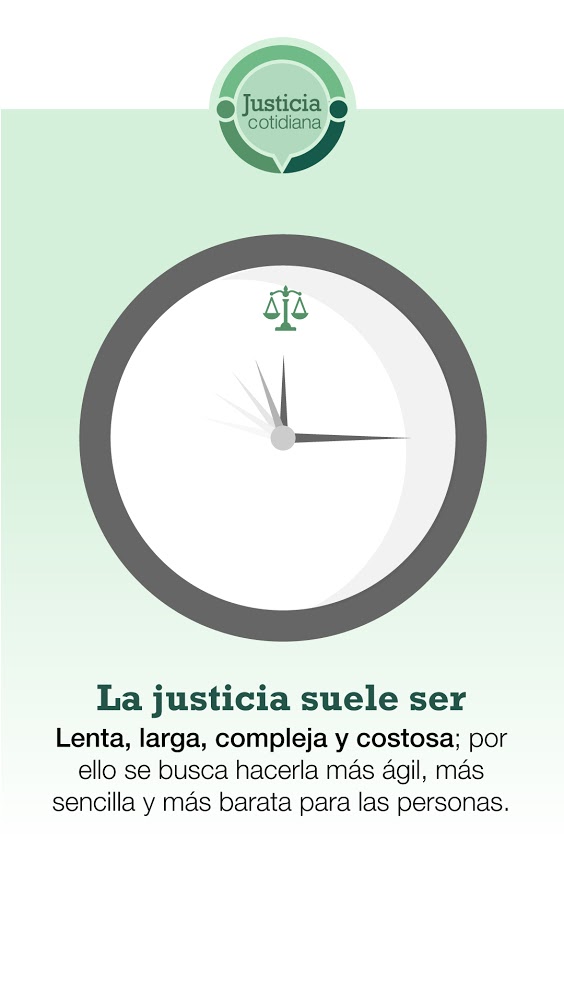 Justicia
cotidiana
La justicia suele ser
Lenta, larga, compleja y costosa; por
ello se busca hacerla más ágil, más
sencilla y más barata para las personas.